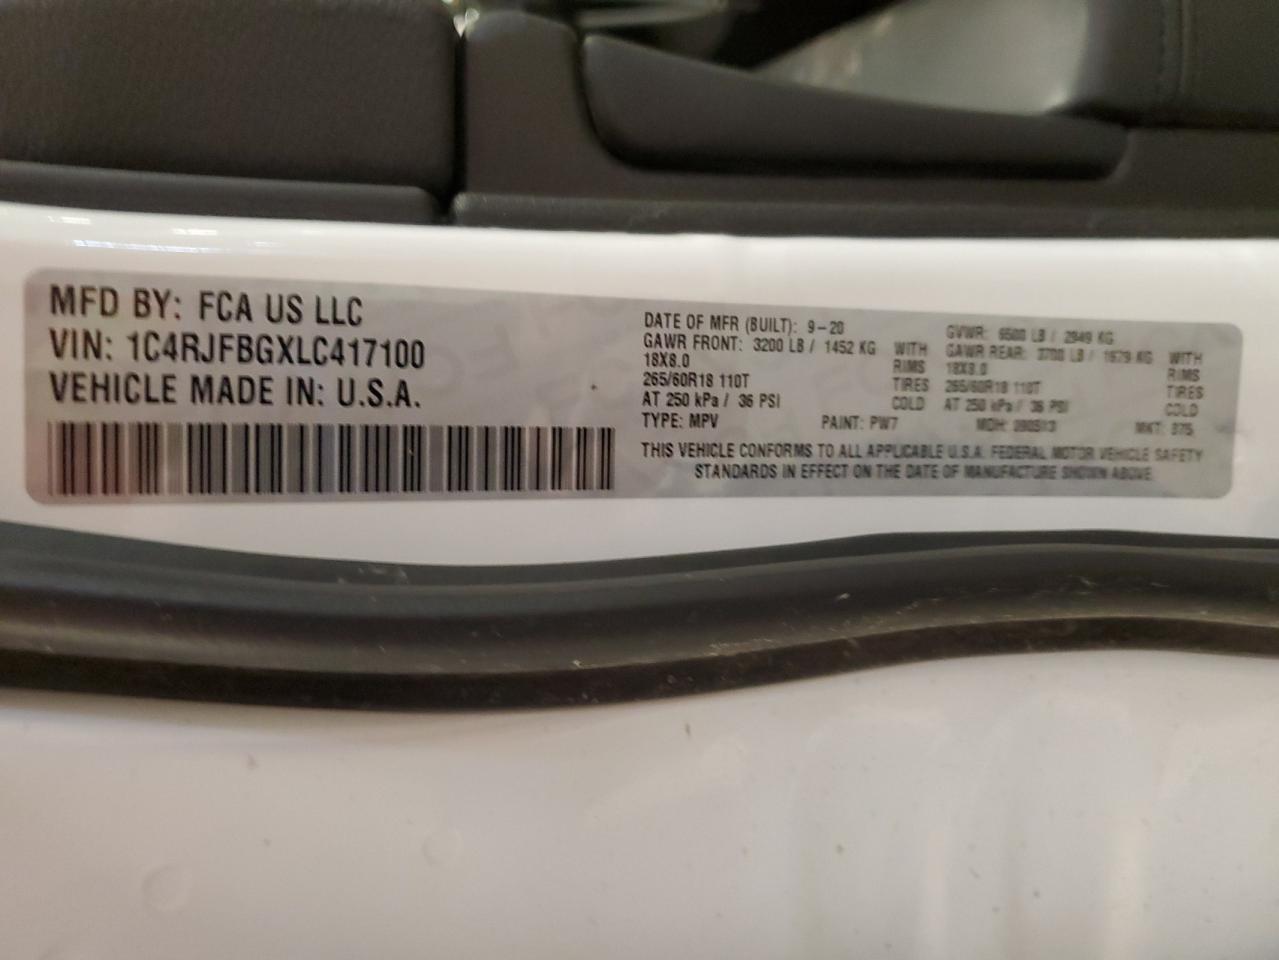 MFD BY: FCA US LLC
VIN: 1C4RJFBGXLC417100
VEHICLE MADE IN: U.S.A.
DATE OF MFR (BUILT): 9-20
GVWR: 6500 LB / 2949 KG
GAWR FRONT: 3200 LB / 1452 KG WITH
18X8.0 RIMS
265/60R18 110T TIRES
AT 250 kPa / 36 PSI COLD
GAWR REAR: 3700 LB / 1679 KG WITH
18X8.0 RIMS
265/60R18 110T TIRES
AT 250 kPa / 36 PSI COLD
TYPE: MPV PAINT: PW7 MDH: 090513 MKT:
THIS VEHICLE CONFORMS TO ALL APPLICABLE U.S.A. FEDERAL MOTOR VEHICLE SAFETY
STANDARDS IN EFFECT ON THE DATE OF MANUFACTURE SHOWN ABOVE.